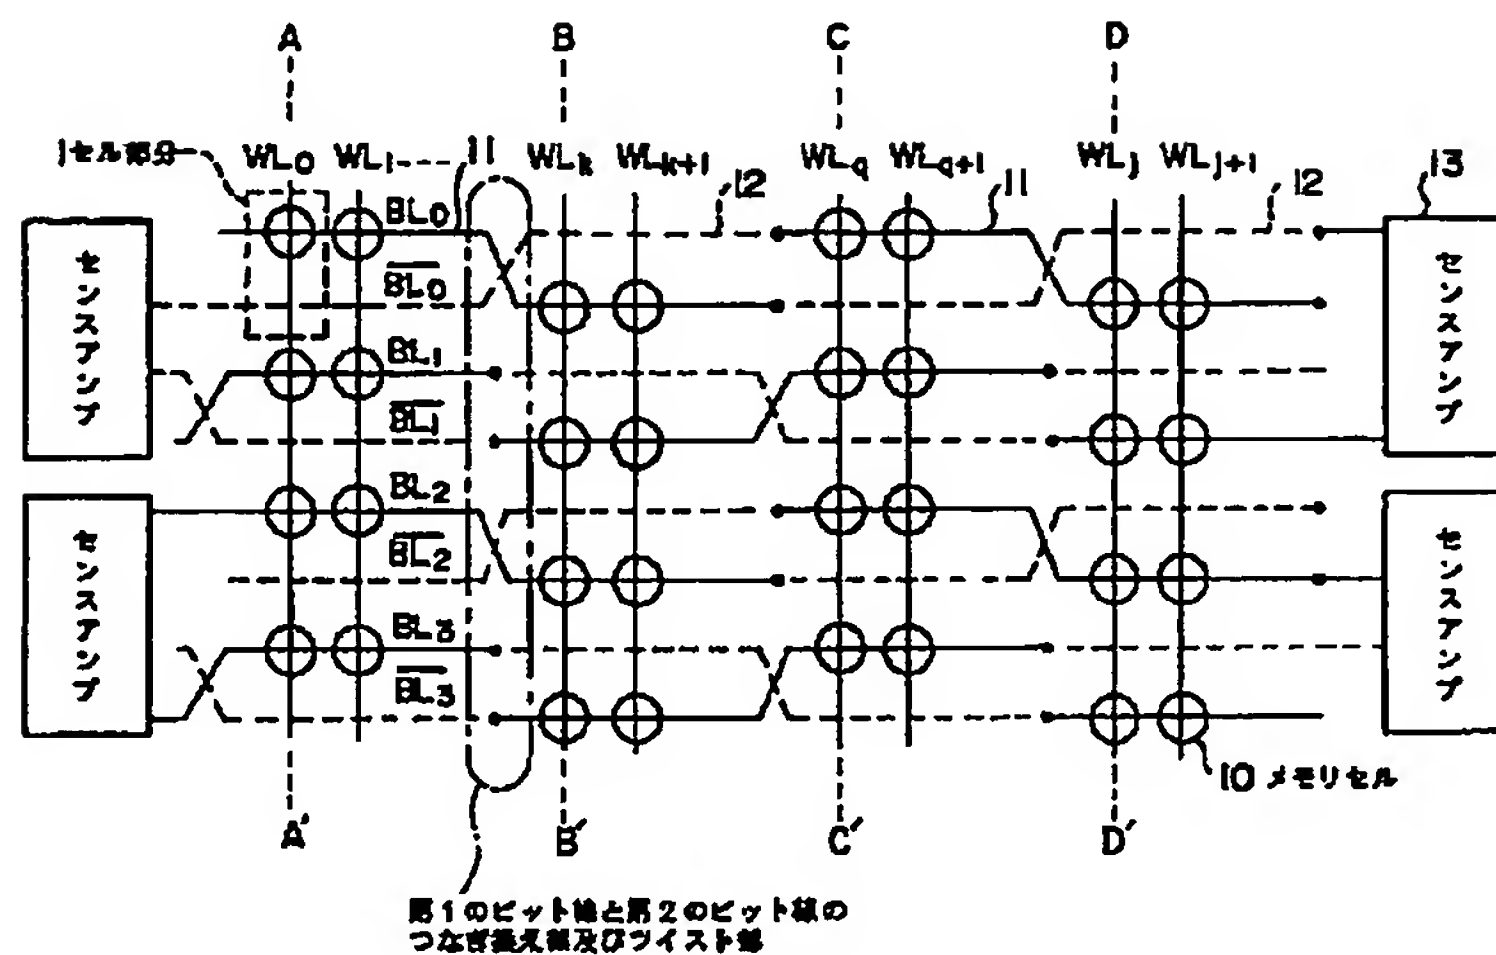 A B C D
1セル部分 WL0 WL1---- 11 WLk WLk+1 12 WLq WLq+1 11 WLj WLj+1 12 13
BL0
BL0
BL1
BL1
BL2
BL2
BL3
BL3
センスアンプ
センスアンプ
センスアンプ
センスアンプ
10 メモリセル
A' B' C' D'
第1のビット線と第2のビット線の
つなぎ換え部及びツイスト部